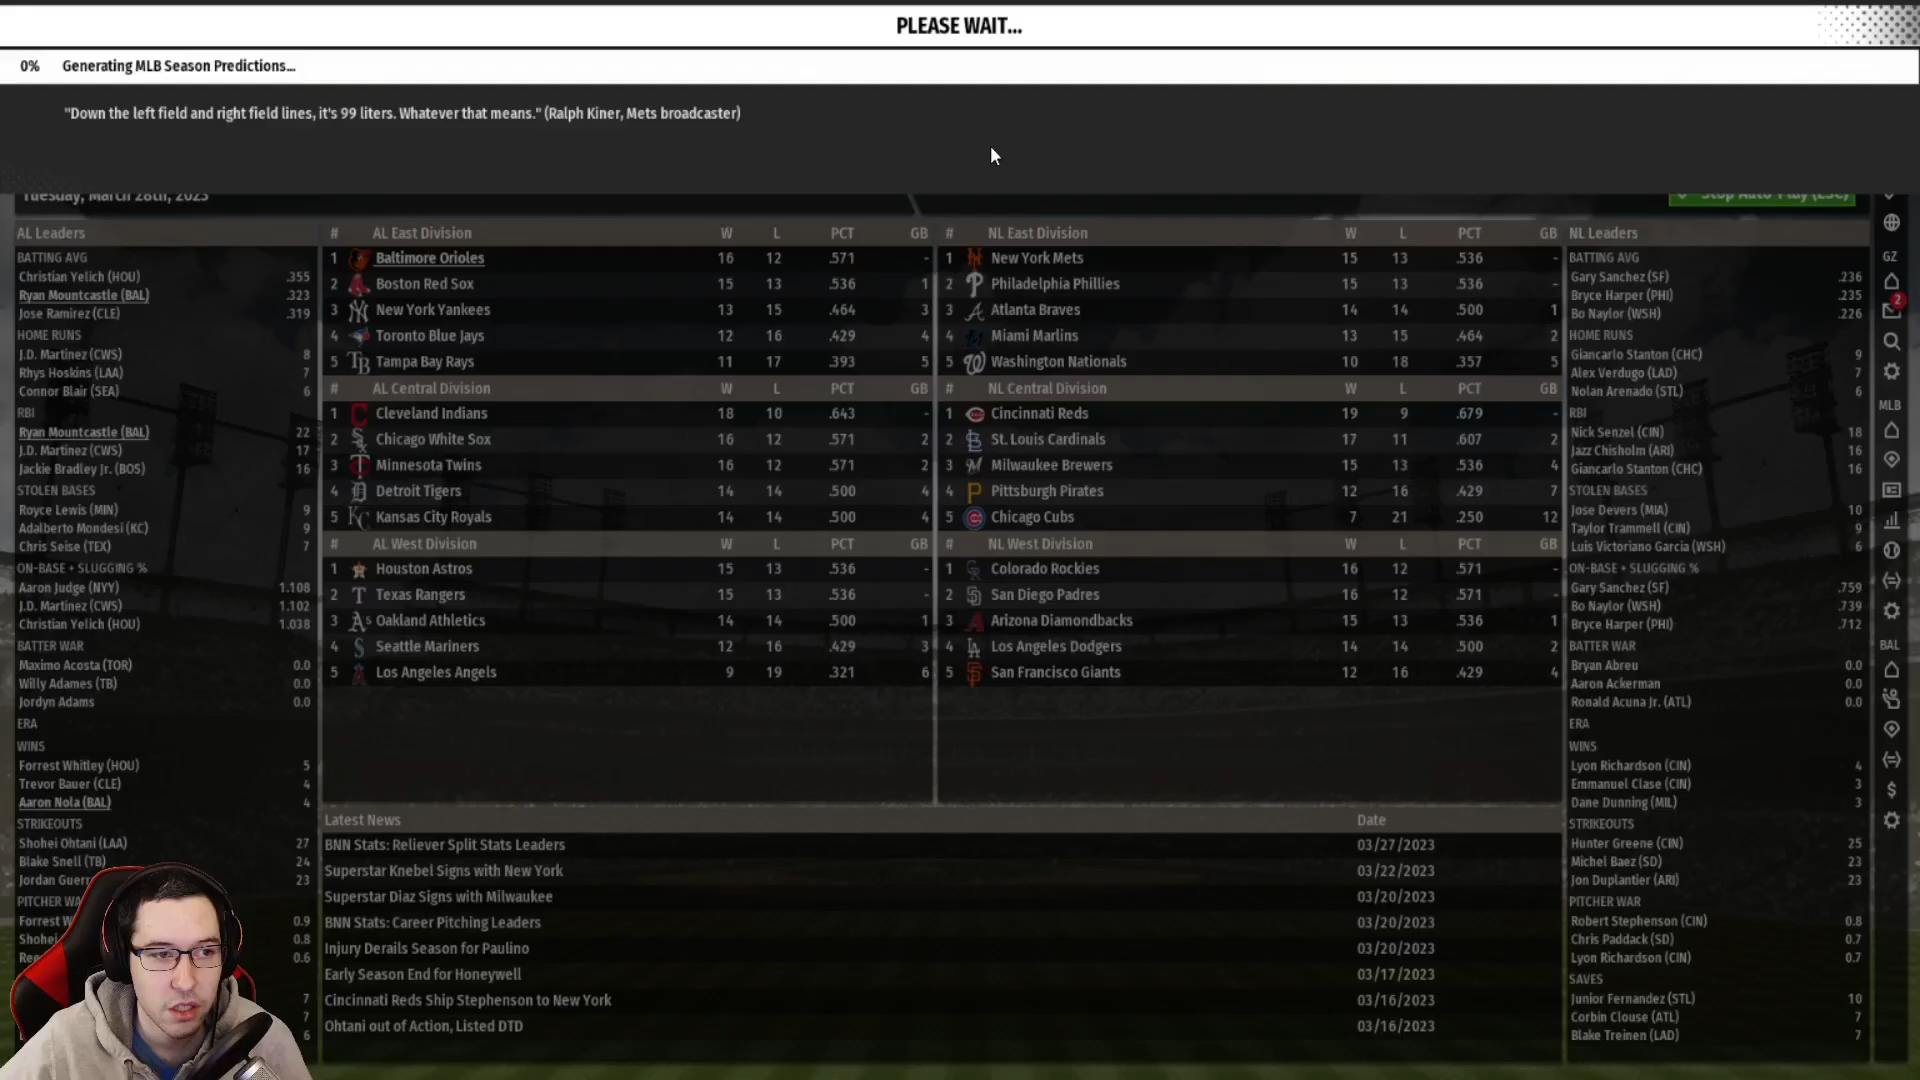 PLEASE WAIT...
0% Generating MLB Season Predictions...
"Down the left field and right field lines, it's 99 liters. Whatever that means." (Ralph Kiner, Mets broadcaster)
Tuesday, March 28th, 2023
Stop Auto-Play (ESC)
AL Leaders
BATTING AVG
Christian Yelich (HOU) .355
Ryan Mountcastle (BAL) .323
Jose Ramirez (CLE) .319
HOME RUNS
J.D. Martinez (CWS) 8
Rhys Hoskins (LAA) 7
Connor Blair (SEA) 6
RBI
Ryan Mountcastle (BAL) 22
J.D. Martinez (CWS) 17
Jackie Bradley Jr. (BOS) 16
STOLEN BASES
Royce Lewis (MIN) 9
Adalberto Mondesi (KC) 9
Chris Seise (TEX) 7
ON-BASE + SLUGGING %
Aaron Judge (NYY) 1.108
J.D. Martinez (CWS) 1.102
Christian Yelich (HOU) 1.038
BATTER WAR
Maximo Acosta (TOR) 0.0
Willy Adames (TB) 0.0
Jordyn Adams 0.0
ERA
WINS
Forrest Whitley (HOU) 5
Trevor Bauer (CLE) 4
Aaron Nola (BAL) 4
STRIKEOUTS
Shohei Ohtani (LAA) 27
Blake Snell (TB) 24
Jordan Guerr 23
PITCHER WA
Forrest W 0.9
Shohei 0.8
0.6
7
7
6
# AL East Division W L PCT GB
1 Baltimore Orioles 16 12 .571 -
2 Boston Red Sox 15 13 .536 1
3 New York Yankees 13 15 .464 3
4 Toronto Blue Jays 12 16 .429 4
5 Tampa Bay Rays 11 17 .393 5
# AL Central Division W L PCT GB
1 Cleveland Indians 18 10 .643 -
2 Chicago White Sox 16 12 .571 2
3 Minnesota Twins 16 12 .571 2
4 Detroit Tigers 14 14 .500 4
5 Kansas City Royals 14 14 .500 4
# AL West Division W L PCT GB
1 Houston Astros 15 13 .536 -
2 Texas Rangers 15 13 .536 -
3 Oakland Athletics 14 14 .500 1
4 Seattle Mariners 12 16 .429 3
5 Los Angeles Angels 9 19 .321 6
# NL East Division W L PCT GB
1 New York Mets 15 13 .536 -
2 Philadelphia Phillies 15 13 .536 -
3 Atlanta Braves 14 14 .500 1
4 Miami Marlins 13 15 .464 2
5 Washington Nationals 10 18 .357 5
# NL Central Division W L PCT GB
1 Cincinnati Reds 19 9 .679 -
2 St. Louis Cardinals 17 11 .607 2
3 Milwaukee Brewers 15 13 .536 4
4 Pittsburgh Pirates 12 16 .429 7
5 Chicago Cubs 7 21 .250 12
# NL West Division W L PCT GB
1 Colorado Rockies 16 12 .571 -
2 San Diego Padres 16 12 .571 -
3 Arizona Diamondbacks 15 13 .536 1
4 Los Angeles Dodgers 14 14 .500 2
5 San Francisco Giants 12 16 .429 4
Latest News Date
BNN Stats: Reliever Split Stats Leaders 03/27/2023
Superstar Knebel Signs with New York 03/22/2023
Superstar Diaz Signs with Milwaukee 03/20/2023
BNN Stats: Career Pitching Leaders 03/20/2023
Injury Derails Season for Paulino 03/20/2023
Early Season End for Honeywell 03/17/2023
Cincinnati Reds Ship Stephenson to New York 03/16/2023
Ohtani out of Action, Listed DTD 03/16/2023
NL Leaders
BATTING AVG
Gary Sanchez (SF) .236
Bryce Harper (PHI) .235
Bo Naylor (WSH) .226
HOME RUNS
Giancarlo Stanton (CHC) 9
Alex Verdugo (LAD) 7
Nolan Arenado (STL) 6
RBI
Nick Senzel (CIN) 18
Jazz Chisholm (ARI) 16
Giancarlo Stanton (CHC) 16
STOLEN BASES
Jose Devers (MIA) 10
Taylor Trammell (CIN) 9
Luis Victoriano Garcia (WSH) 6
ON-BASE + SLUGGING %
Gary Sanchez (SF) .759
Bo Naylor (WSH) .739
Bryce Harper (PHI) .712
BATTER WAR
Bryan Abreu 0.0
Aaron Ackerman 0.0
Ronald Acuna Jr. (ATL) 0.0
ERA
WINS
Lyon Richardson (CIN) 4
Emmanuel Clase (CIN) 3
Dane Dunning (MIL) 3
STRIKEOUTS
Hunter Greene (CIN) 25
Michel Baez (SD) 23
Jon Duplantier (ARI) 23
PITCHER WAR
Robert Stephenson (CIN) 0.8
Chris Paddack (SD) 0.7
Lyon Richardson (CIN) 0.7
SAVES
Junior Fernandez (STL) 10
Corbin Clouse (ATL) 7
Blake Treinen (LAD) 7
GZ
2
MLB
BAL